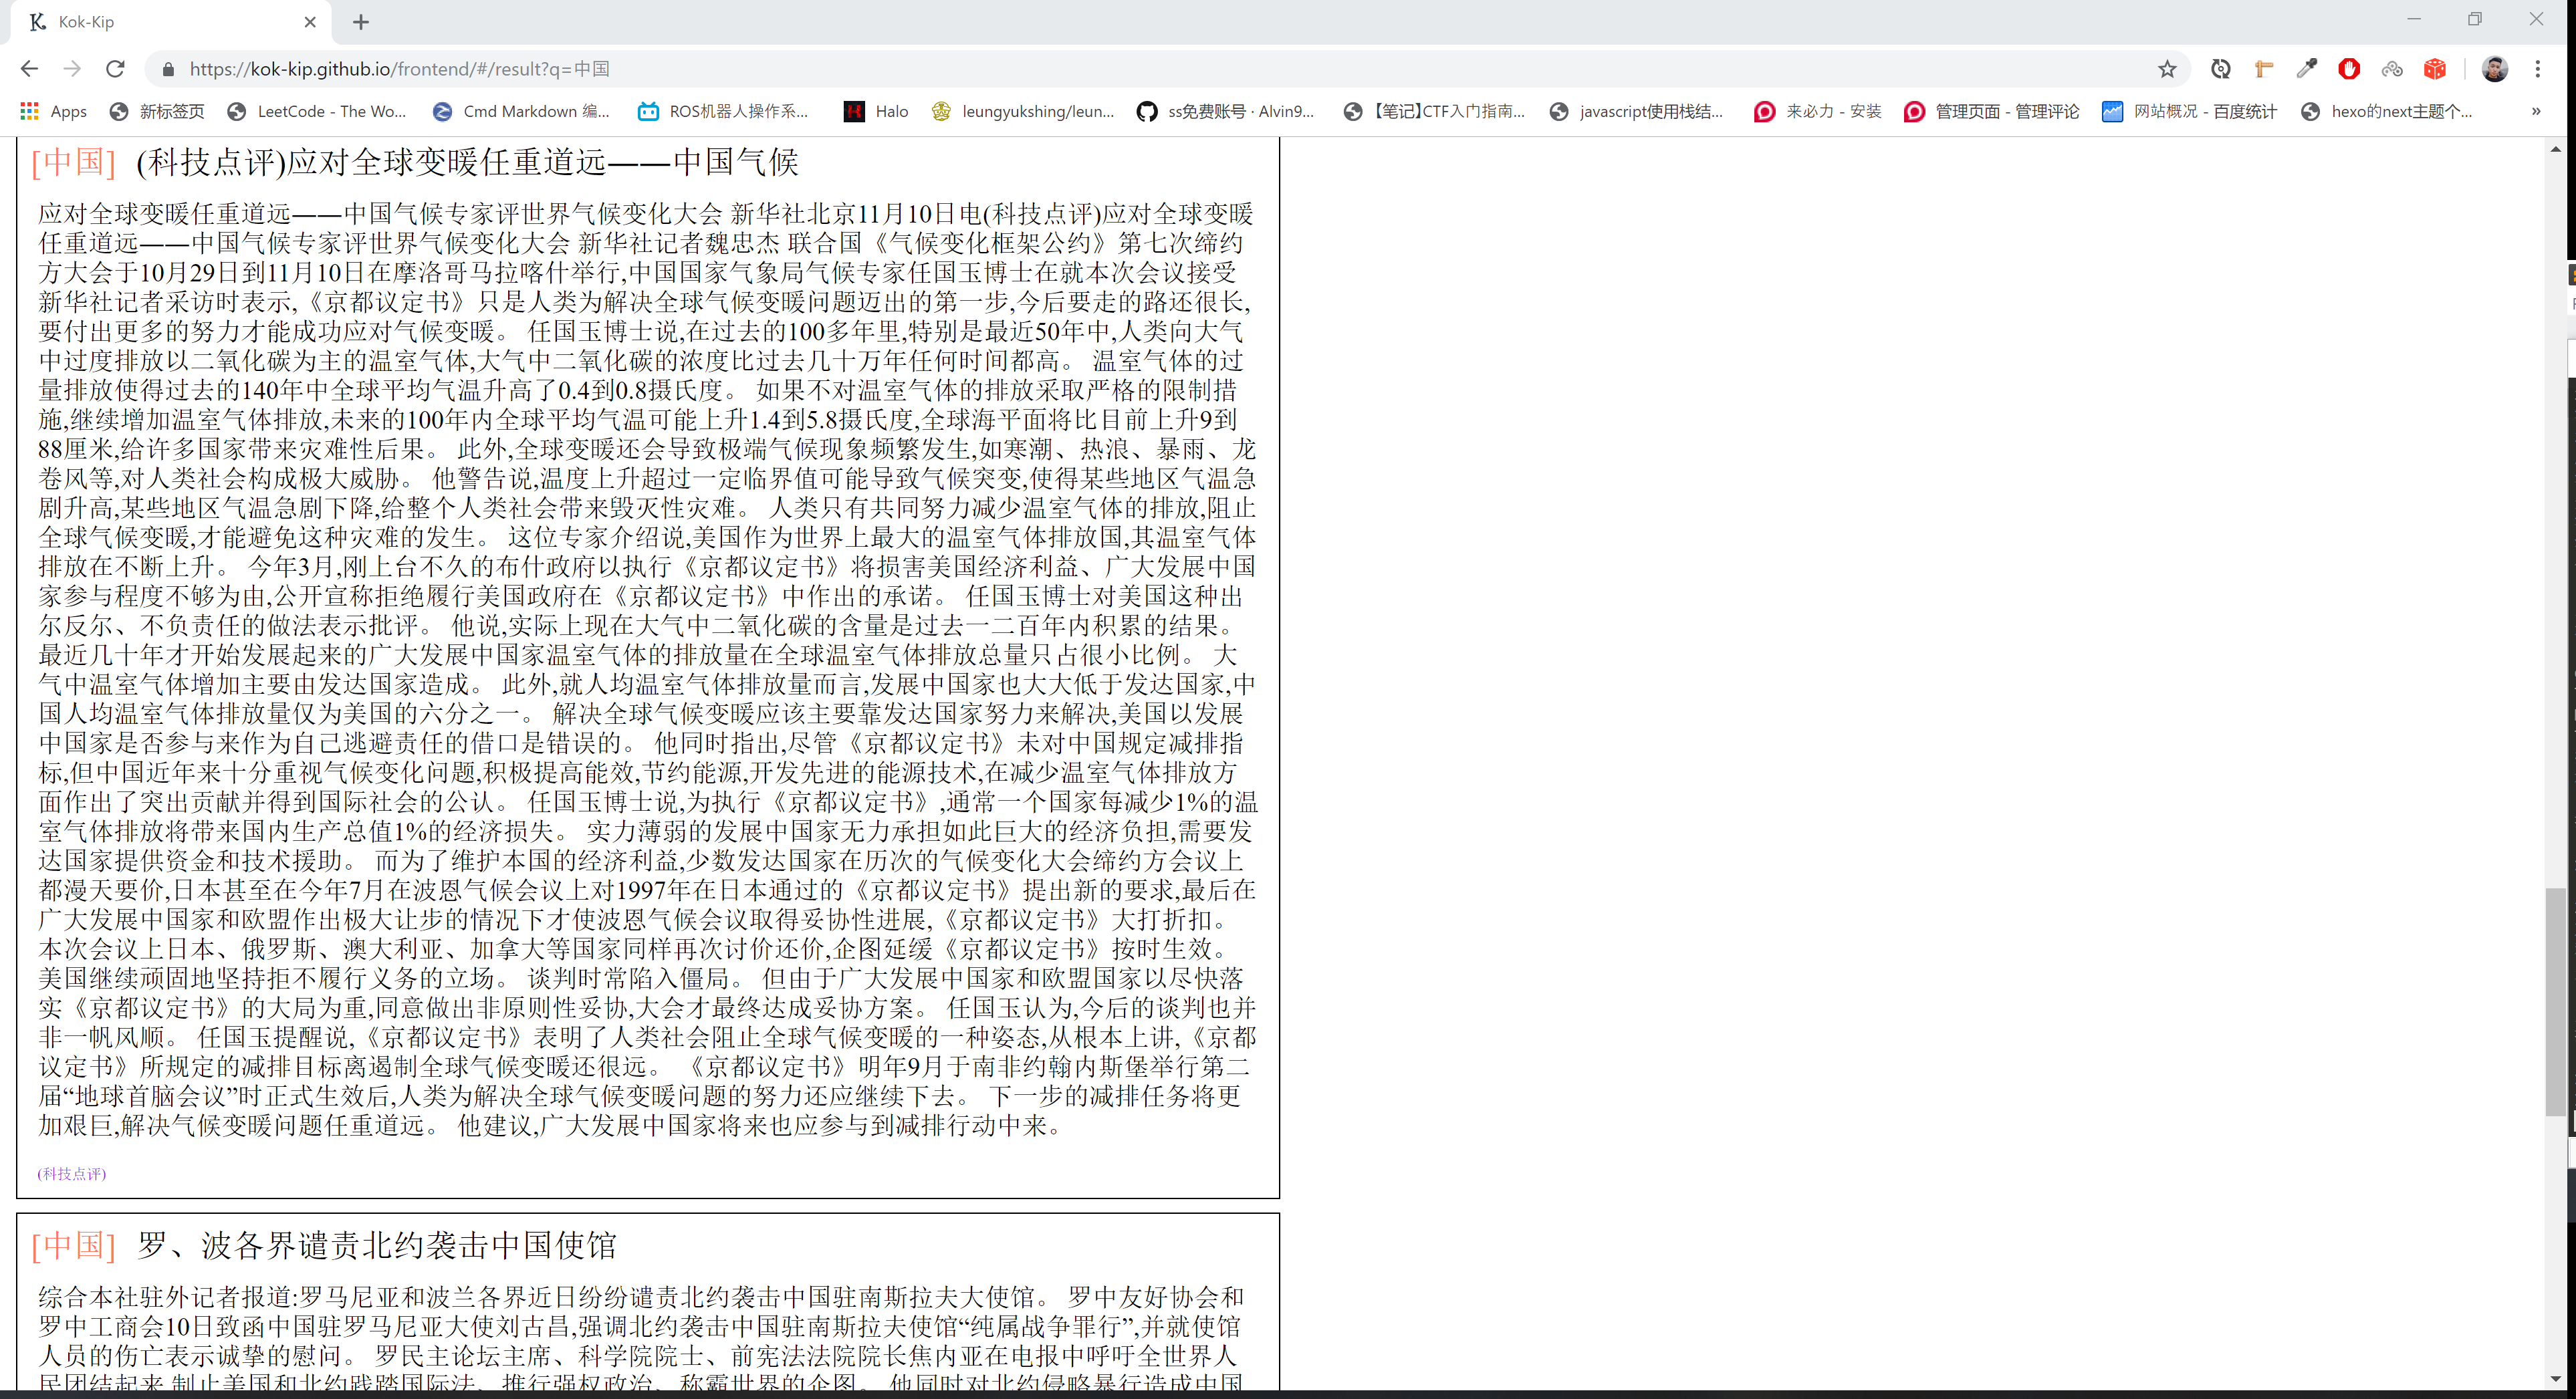 Kok-Kip
https://kok-kip.github.io/frontend/#/result?q=中国
Apps 新标签页 LeetCode - The Wo... Cmd Markdown 编... ROS机器人操作系... Halo leungyukshing/leun... ss免费账号 · Alvin9... 【笔记】CTF入门指南... javascript使用栈结... 来必力 - 安装 管理页面 - 管理评论 网站概况 - 百度统计 hexo的next主题个... »
[中国] (科技点评)应对全球变暖任重道远——中国气候
应对全球变暖任重道远——中国气候专家评世界气候变化大会 新华社北京11月10日电(科技点评)应对全球变暖
任重道远——中国气候专家评世界气候变化大会 新华社记者魏忠杰 联合国《气候变化框架公约》第七次缔约
方大会于10月29日到11月10日在摩洛哥马拉喀什举行,中国国家气象局气候专家任国玉博士在就本次会议接受
新华社记者采访时表示,《京都议定书》只是人类为解决全球气候变暖问题迈出的第一步,今后要走的路还很长,
要付出更多的努力才能成功应对气候变暖。 任国玉博士说,在过去的100多年里,特别是最近50年中,人类向大气
中过度排放以二氧化碳为主的温室气体,大气中二氧化碳的浓度比过去几十万年任何时间都高。 温室气体的过
量排放使得过去的140年中全球平均气温升高了0.4到0.8摄氏度。 如果不对温室气体的排放采取严格的限制措
施,继续增加温室气体排放,未来的100年内全球平均气温可能上升1.4到5.8摄氏度,全球海平面将比目前上升9到
88厘米,给许多国家带来灾难性后果。 此外,全球变暖还会导致极端气候现象频繁发生,如寒潮、热浪、暴雨、龙
卷风等,对人类社会构成极大威胁。 他警告说,温度上升超过一定临界值可能导致气候突变,使得某些地区气温急
剧升高,某些地区气温急剧下降,给整个人类社会带来毁灭性灾难。 人类只有共同努力减少温室气体的排放,阻止
全球气候变暖,才能避免这种灾难的发生。 这位专家介绍说,美国作为世界上最大的温室气体排放国,其温室气体
排放在不断上升。 今年3月,刚上台不久的布什政府以执行《京都议定书》将损害美国经济利益、广大发展中国
家参与程度不够为由,公开宣称拒绝履行美国政府在《京都议定书》中作出的承诺。 任国玉博士对美国这种出
尔反尔、不负责任的做法表示批评。 他说,实际上现在大气中二氧化碳的含量是过去一二百年内积累的结果。
最近几十年才开始发展起来的广大发展中国家温室气体的排放量在全球温室气体排放总量只占很小比例。 大
气中温室气体增加主要由发达国家造成。 此外,就人均温室气体排放量而言,发展中国家也大大低于发达国家,中
国人均温室气体排放量仅为美国的六分之一。 解决全球气候变暖应该主要靠发达国家努力来解决,美国以发展
中国家是否参与来作为自己逃避责任的借口是错误的。 他同时指出,尽管《京都议定书》未对中国规定减排指
标,但中国近年来十分重视气候变化问题,积极提高能效,节约能源,开发先进的能源技术,在减少温室气体排放方
面作出了突出贡献并得到国际社会的公认。 任国玉博士说,为执行《京都议定书》,通常一个国家每减少1%的温
室气体排放将带来国内生产总值1%的经济损失。 实力薄弱的发展中国家无力承担如此巨大的经济负担,需要发
达国家提供资金和技术援助。 而为了维护本国的经济利益,少数发达国家在历次的气候变化大会缔约方会议上
都漫天要价,日本甚至在今年7月在波恩气候会议上对1997年在日本通过的《京都议定书》提出新的要求,最后在
广大发展中国家和欧盟作出极大让步的情况下才使波恩气候会议取得妥协性进展,《京都议定书》大打折扣。
本次会议上日本、俄罗斯、澳大利亚、加拿大等国家同样再次讨价还价,企图延缓《京都议定书》按时生效。
美国继续顽固地坚持拒不履行义务的立场。 谈判时常陷入僵局。 但由于广大发展中国家和欧盟国家以尽快落
实《京都议定书》的大局为重,同意做出非原则性妥协,大会才最终达成妥协方案。 任国玉认为,今后的谈判也并
非一帆风顺。 任国玉提醒说,《京都议定书》表明了人类社会阻止全球气候变暖的一种姿态,从根本上讲,《京都
议定书》所规定的减排目标离遏制全球气候变暖还很远。 《京都议定书》明年9月于南非约翰内斯堡举行第二
届“地球首脑会议”时正式生效后,人类为解决全球气候变暖问题的努力还应继续下去。 下一步的减排任务将更
加艰巨,解决气候变暖问题任重道远。 他建议,广大发展中国家将来也应参与到减排行动中来。
(科技点评)
[中国] 罗、波各界谴责北约袭击中国使馆
综合本社驻外记者报道:罗马尼亚和波兰各界近日纷纷谴责北约袭击中国驻南斯拉夫大使馆。 罗中友好协会和
罗中工商会10日致函中国驻罗马尼亚大使刘古昌,强调北约袭击中国驻南斯拉夫使馆“纯属战争罪行”,并就使馆
人员的伤亡表示诚挚的慰问。 罗民主论坛主席、科学院院士、前宪法法院院长焦内亚在电报中呼吁全世界人
民团结起来,制止美国和北约践踏国际法、推行强权政治、称霸世界的企图。 他同时对北约侵略暴行造成中国